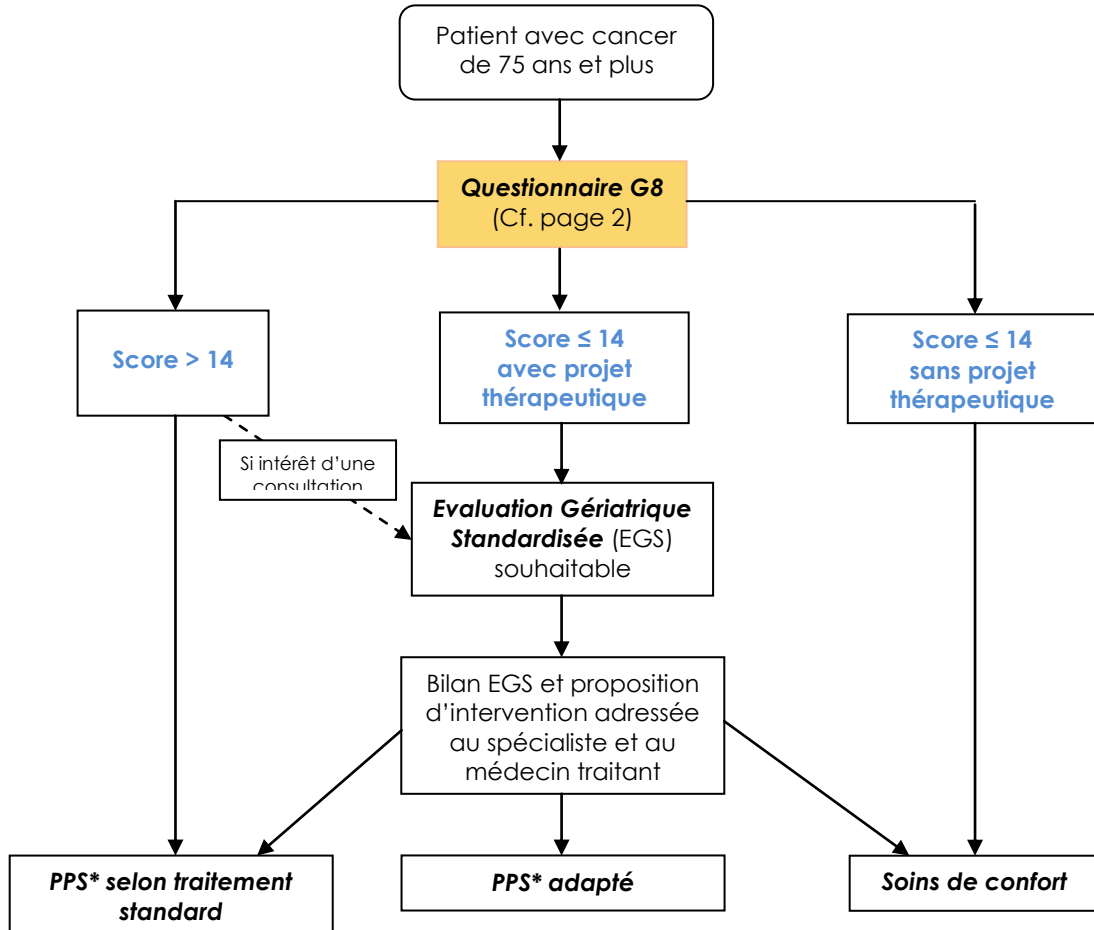 Patient avec cancer
de 75 ans et plus
Questionnaire G8
(Cf. page 2)
Score > 14
Score ≤ 14
avec projet
thérapeutique
Score ≤ 14
sans projet
thérapeutique
Si intérêt d’une
consultation
Evaluation Gériatrique
Standardisée (EGS)
souhaitable
Bilan EGS et proposition
d’intervention adressée
au spécialiste et au
médecin traitant
PPS* selon traitement
standard
PPS* adapté
Soins de confort